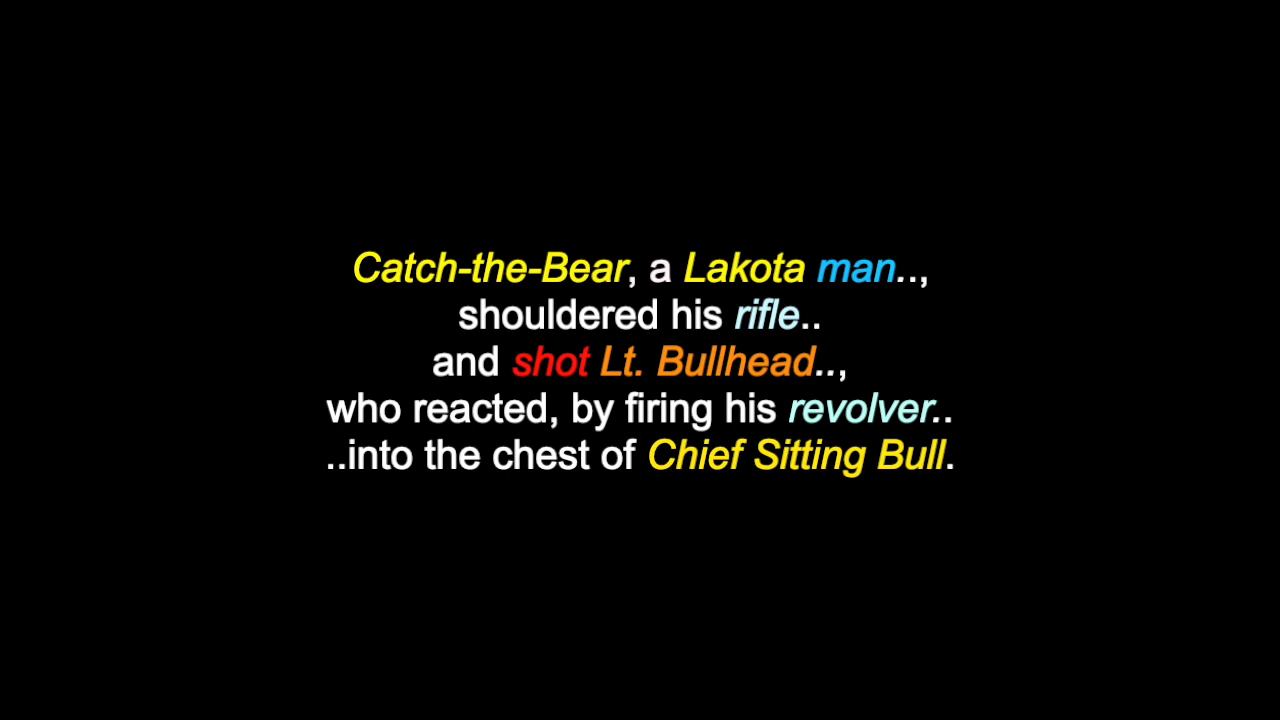 Catch-the-Bear, a Lakota man..,
shouldered his rifle..
and shot Lt. Bullhead..,
who reacted, by firing his revolver..
..into the chest of Chief Sitting Bull.